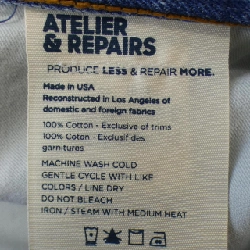 ATELIER
& REPAIRS
PRODUCE LESS & REPAIR MORE.
Made in USA
Reconstructed in Los Angeles of
domestic and foreign fabrics
100% Cotton - Exclusive of trims
100% Coton - Exclusif des
garnitures
MACHINE WASH COLD
GENTLE CYCLE WITH LIKE
COLORS / LINE DRY
DO NOT BLEACH
IRON / STEAM WITH MEDIUM HEAT